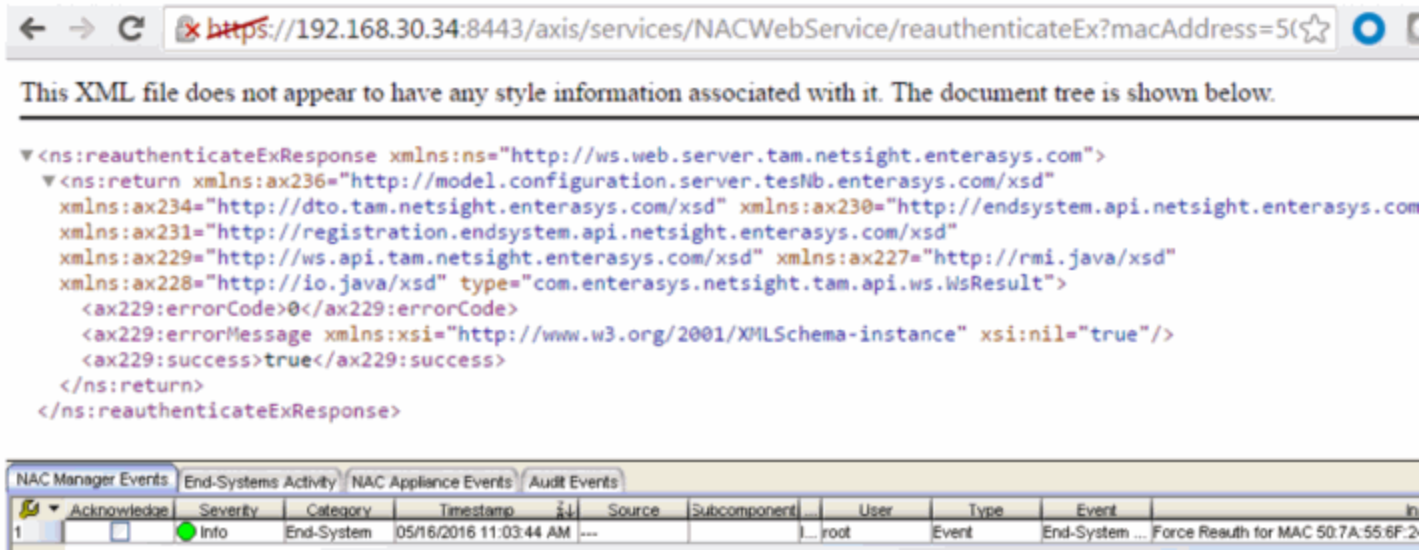 https://192.168.30.34:8443/axis/services/NACWebService/reauthenticateEx?macAddress=5(
This XML file does not appear to have any style information associated with it. The document tree is shown below.
▼<ns:reauthenticateExResponse xmlns:ns="http://ws.web.server.tam.netsight.enterasys.com">
▼<ns:return xmlns:ax236="http://model.configuration.server.tesNb.enterasys.com/xsd"
xmlns:ax234="http://dto.tam.netsight.enterasys.com/xsd" xmlns:ax230="http://endsystem.api.netsight.enterasys.com
xmlns:ax231="http://registration.endsystem.api.netsight.enterasys.com/xsd"
xmlns:ax229="http://ws.api.tam.netsight.enterasys.com/xsd" xmlns:ax227="http://rmi.java/xsd"
xmlns:ax228="http://io.java/xsd" type="com.enterasys.netsight.tam.api.ws.WsResult">
<ax229:errorCode>0</ax229:errorCode>
<ax229:errorMessage xmlns:xsi="http://www.w3.org/2001/XMLSchema-instance" xsi:nil="true"/>
<ax229:success>true</ax229:success>
</ns:return>
</ns:reauthenticateExResponse>
NAC Manager Events End-Systems Activity NAC Appliance Events Audit Events
Acknowledge Severity Category Timestamp Source Subcomponent ... User Type Event In
1 Info End-System 05/16/2016 11:03:44 AM --- I... root Event End-System ... Force Reauth for MAC 50:7A:55:6F:2